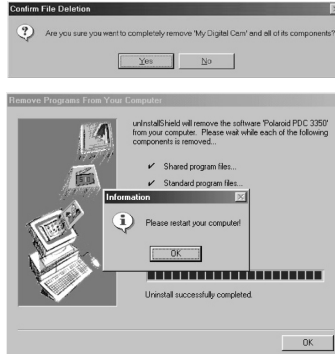 Confirm File Deletion
Are you sure you want to completely remove 'My Digital Cam' and all of its components?
Yes
No
Remove Programs From Your Computer
unInstallShield will remove the software 'Polaroid PDC 3350'
from your computer. Please wait while each of the following
components is removed...
✔ Shared program files...
✔ Standard program files...
Information
Please restart your computer!
OK
Uninstall successfully completed.
OK